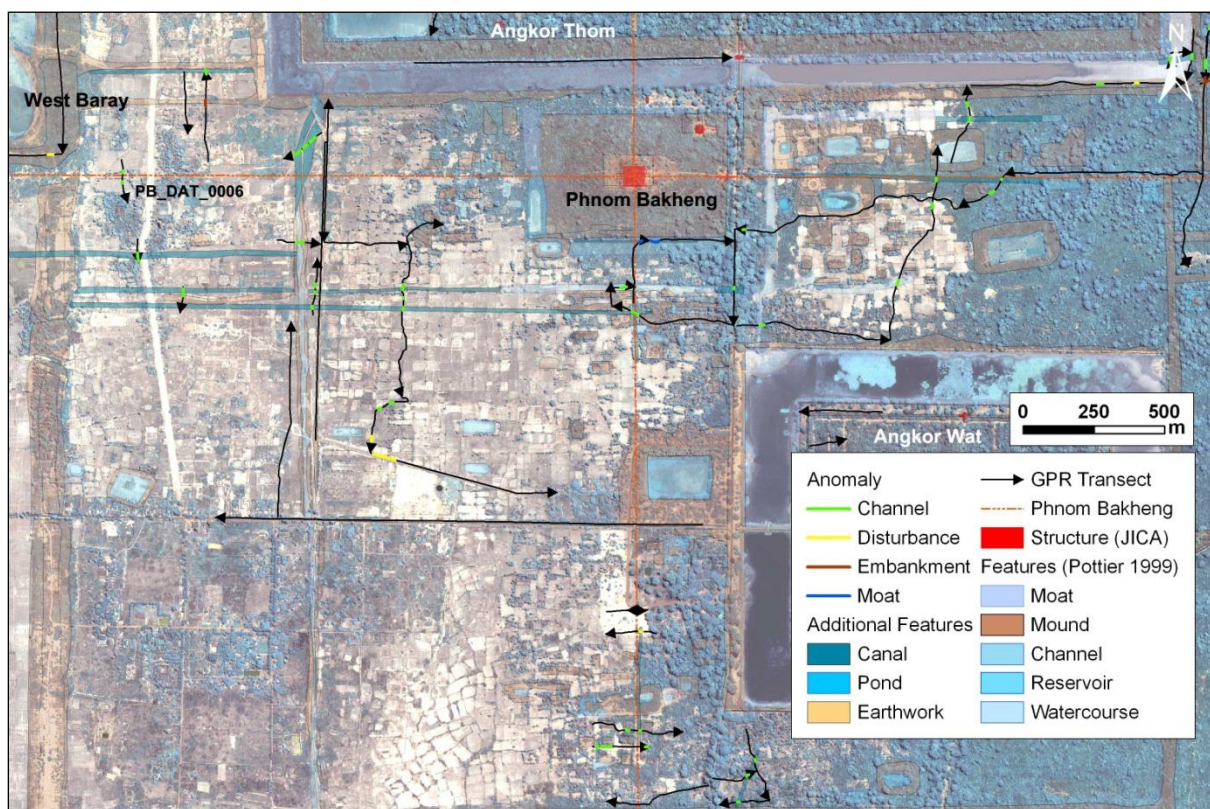 Angkor Thom
N
West Baray
PB_DAT_0006
Phnom Bakheng
Angkor Wat
0 250 500
m
Anomaly
Channel
Disturbance
Embankment
Moat
Additional Features
Canal
Pond
Earthwork
GPR Transect
Phnom Bakheng
Structure (JICA)
Features (Pottier 1999)
Moat
Mound
Channel
Reservoir
Watercourse